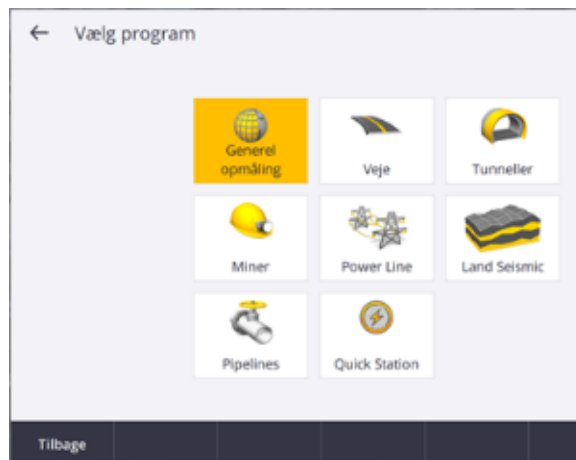 ← Vælg program
Generel
opmåling
Veje
Tunneller
Miner
Power Line
Land Seismic
Pipelines
Quick Station
Tilbage